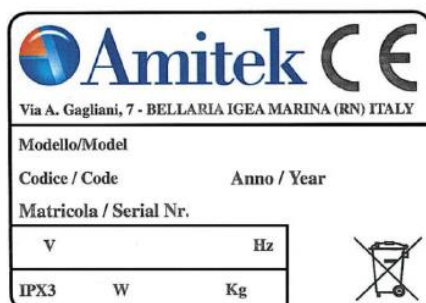 Amitek CE
Via A. Gagliani, 7 - BELLARIA IGEA MARINA (RN) ITALY
Modello/Model
Codice / Code Anno / Year
Matricola / Serial Nr.
V Hz
IPX3 W Kg